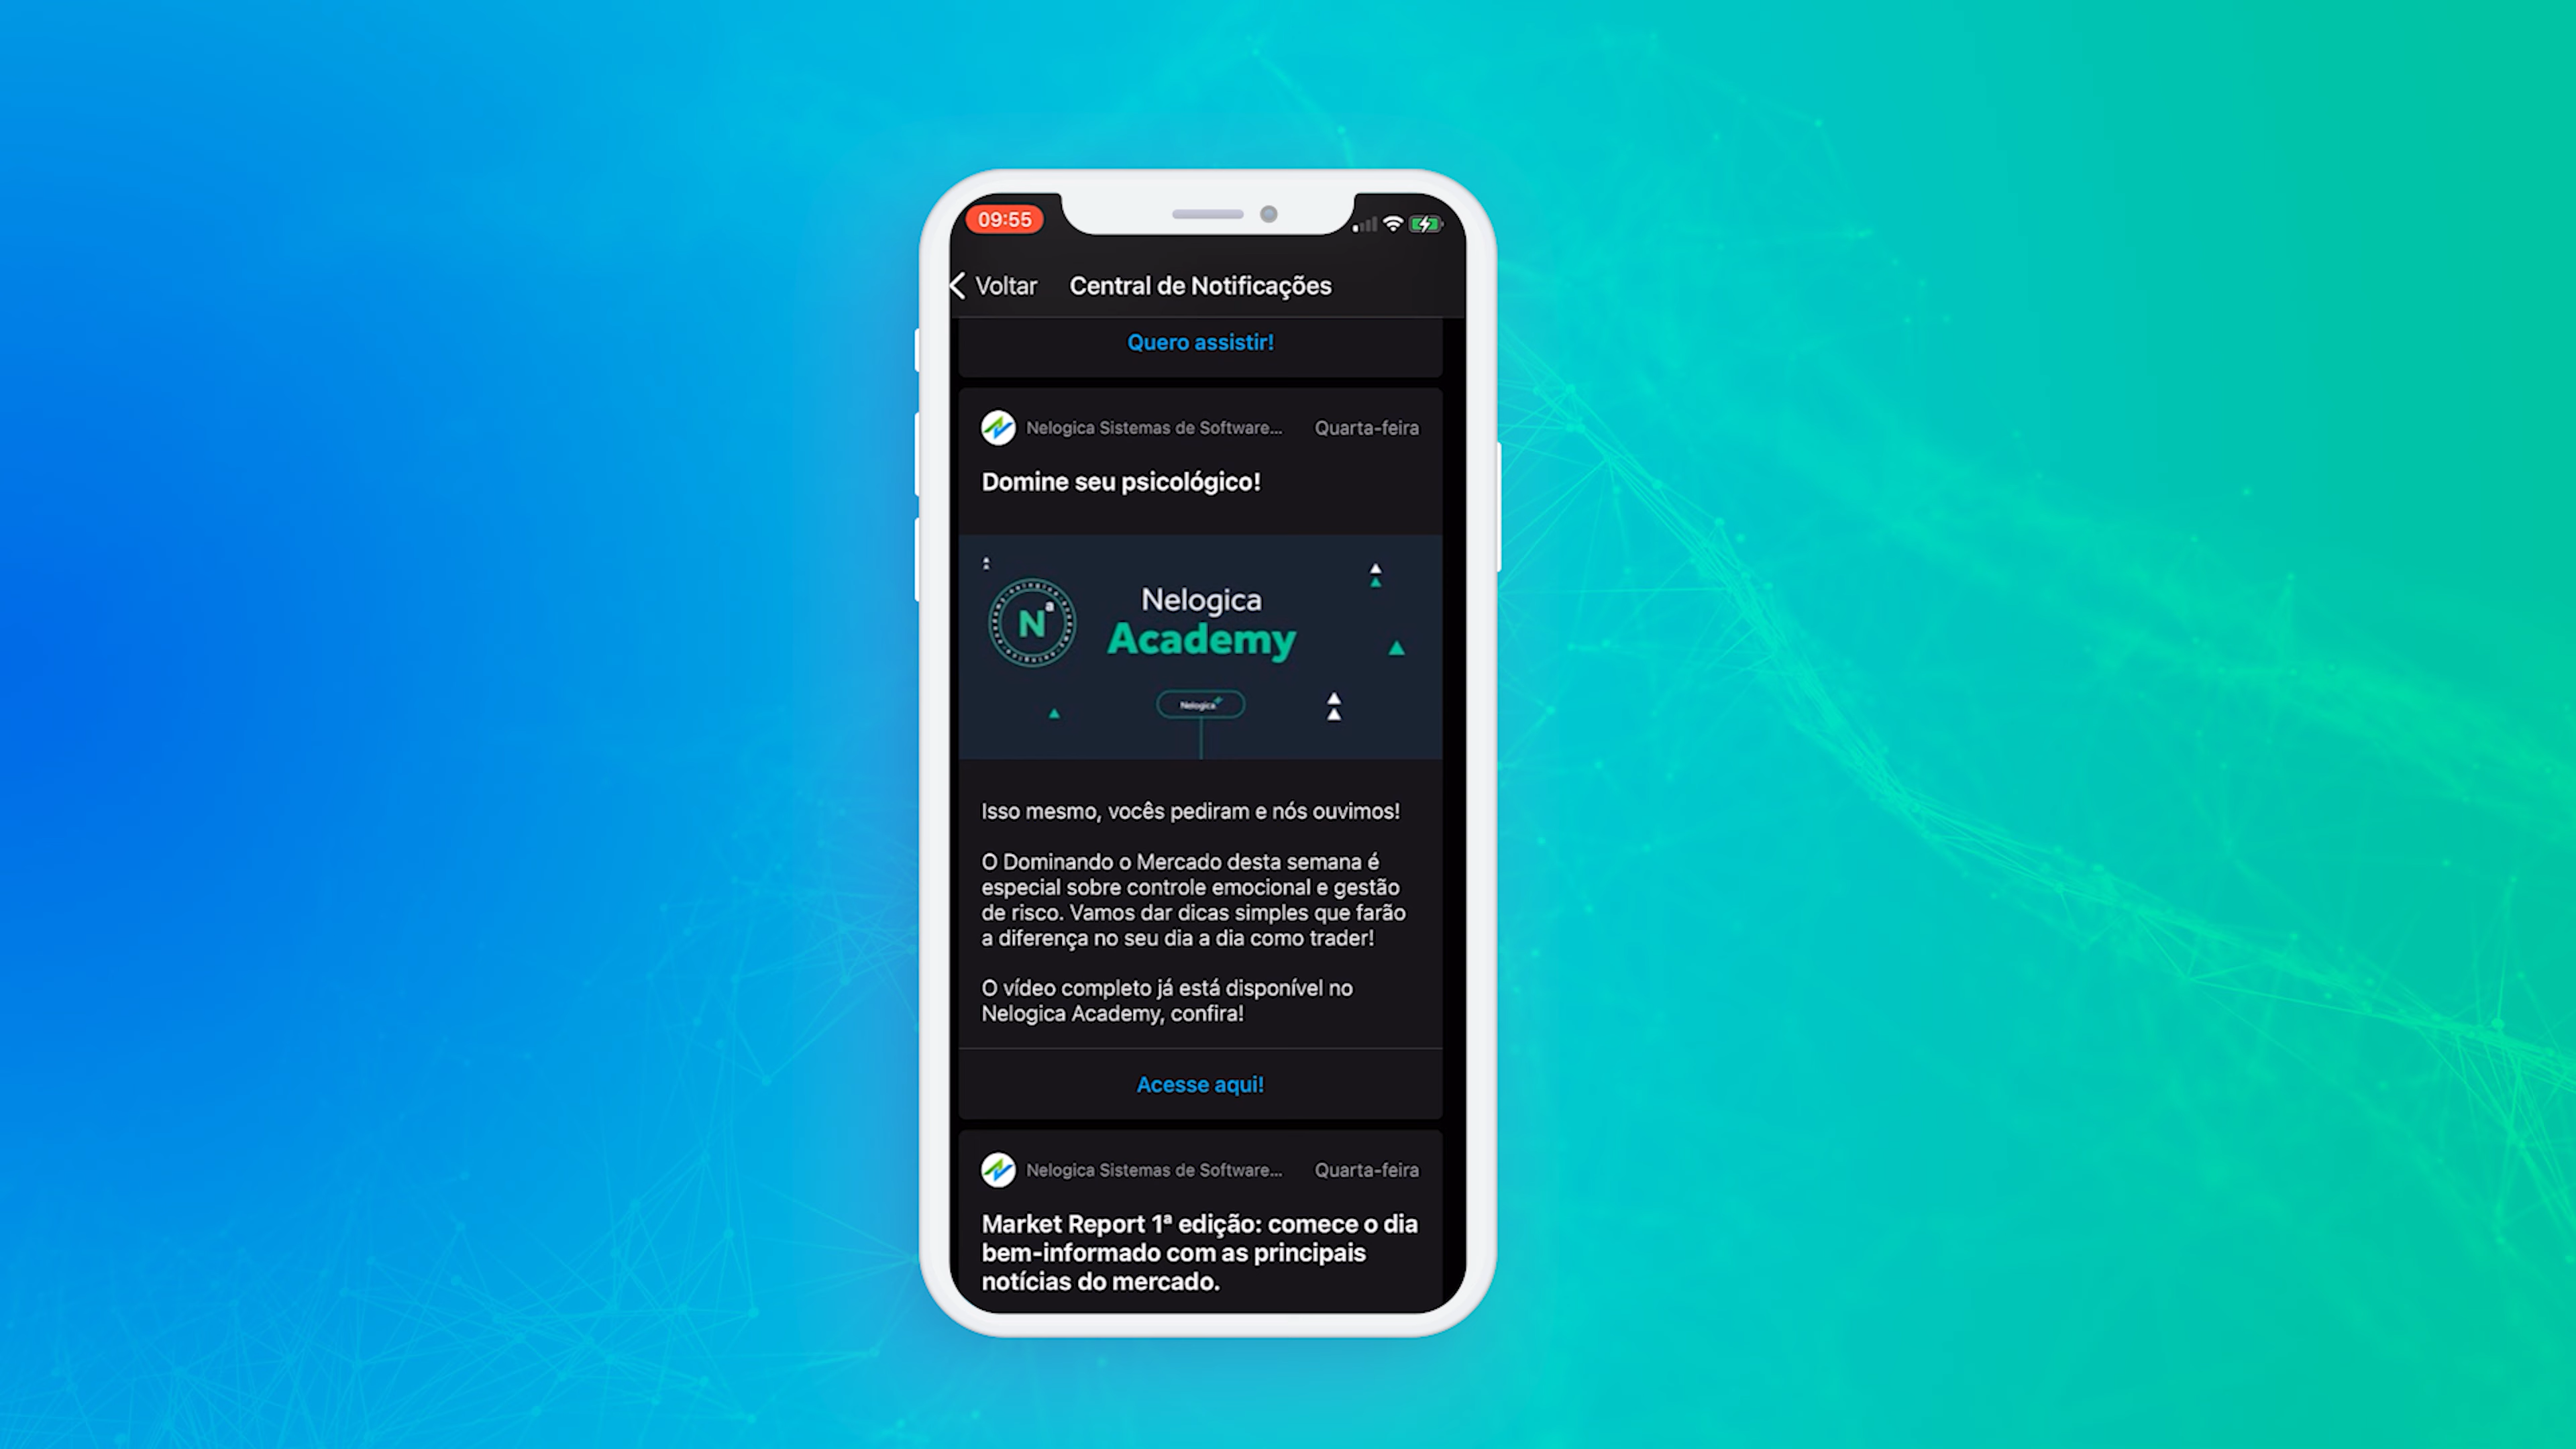 09:55
Voltar
Central de Notificações
Quero assistir!
Nelogica Sistemas de Software...
Quarta-feira
Domine seu psicológico!
Nª
Nelogica
Academy
Nelogica
Isso mesmo, vocês pediram e nós ouvimos!
O Dominando o Mercado desta semana é
especial sobre controle emocional e gestão
de risco. Vamos dar dicas simples que farão
a diferença no seu dia a dia como trader!
O vídeo completo já está disponível no
Nelogica Academy, confira!
Acesse aqui!
Nelogica Sistemas de Software...
Quarta-feira
Market Report 1ª edição: comece o dia
bem-informado com as principais
notícias do mercado.